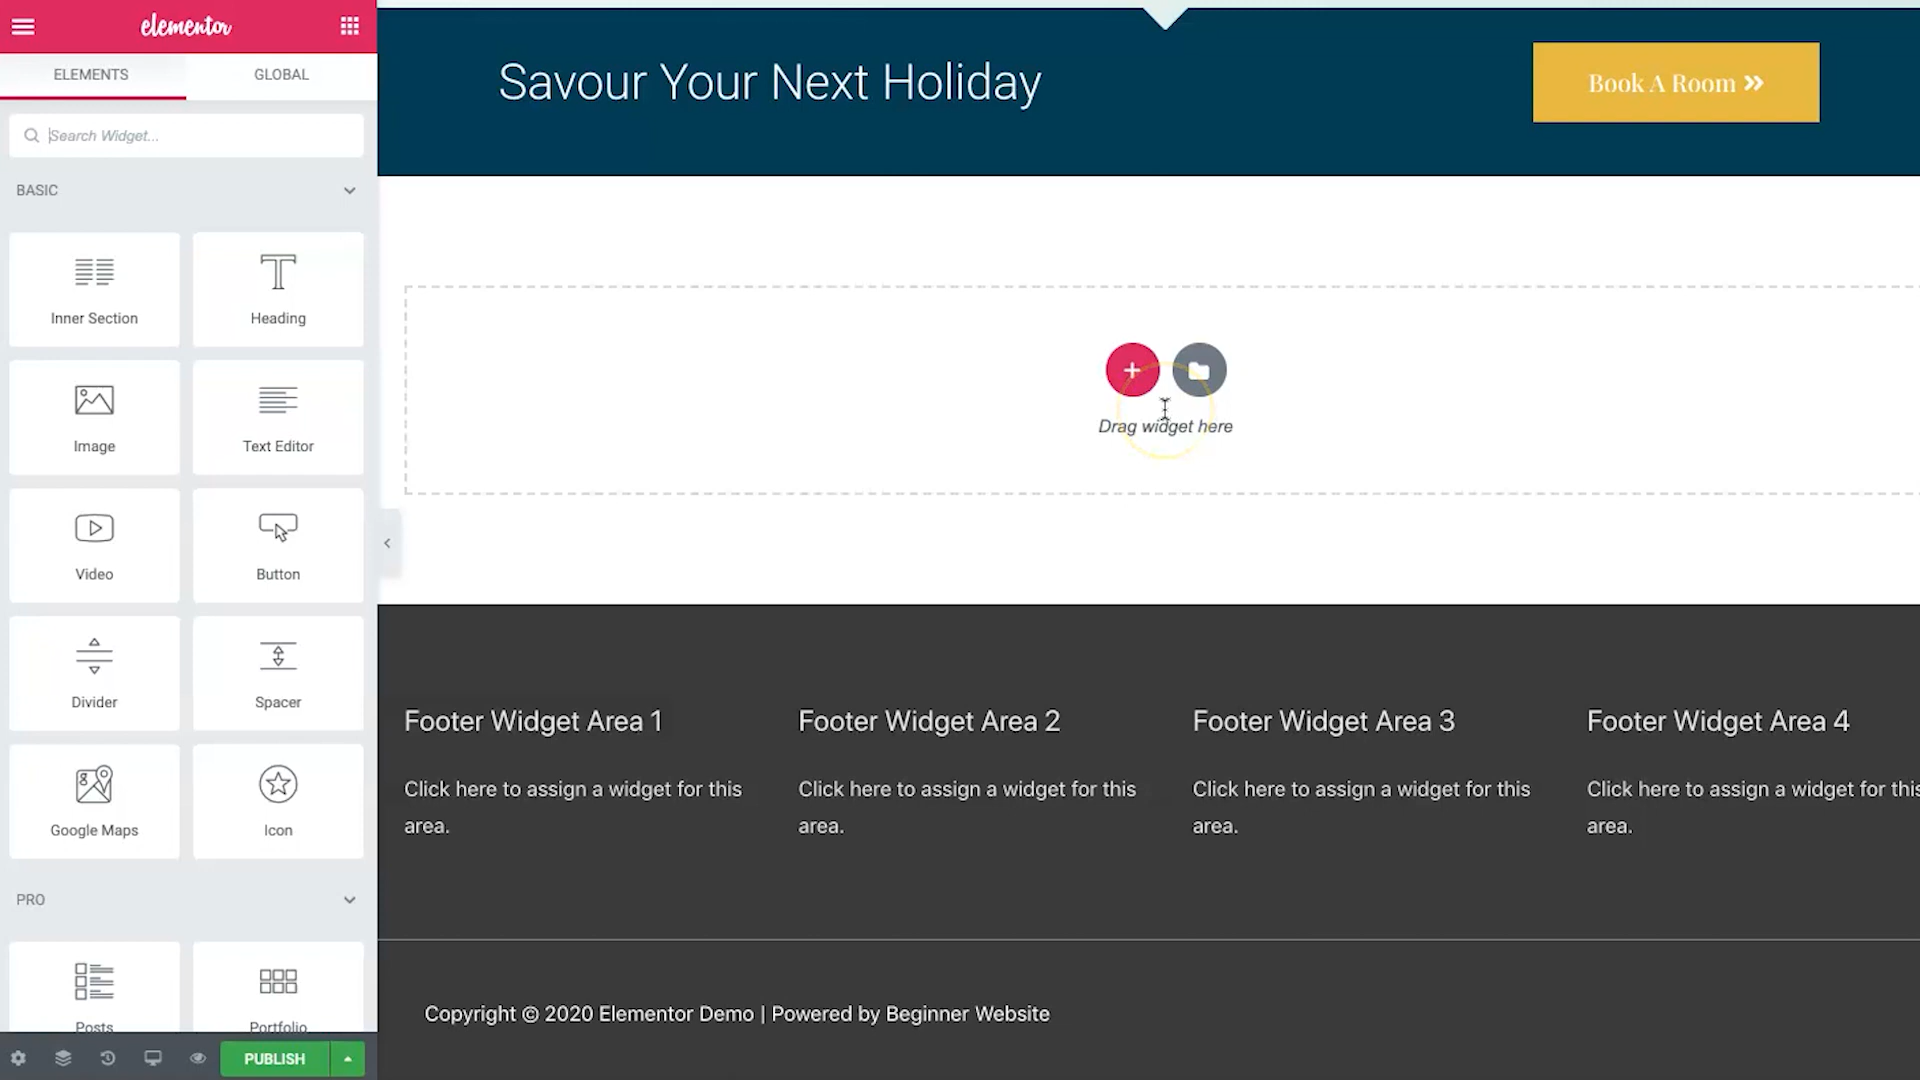 elementor
ELEMENTS
GLOBAL
Search Widget...
BASIC
Inner Section
Heading
Image
Text Editor
Video
Button
Divider
Spacer
Google Maps
Icon
PRO
Posts
Portfolio
PUBLISH
Savour Your Next Holiday
Book A Room »
Drag widget here
Footer Widget Area 1
Click here to assign a widget for this
area.
Footer Widget Area 2
Click here to assign a widget for this
area.
Footer Widget Area 3
Click here to assign a widget for this
area.
Footer Widget Area 4
Click here to assign a widget for this
area.
Copyright © 2020 Elementor Demo | Powered by Beginner Website